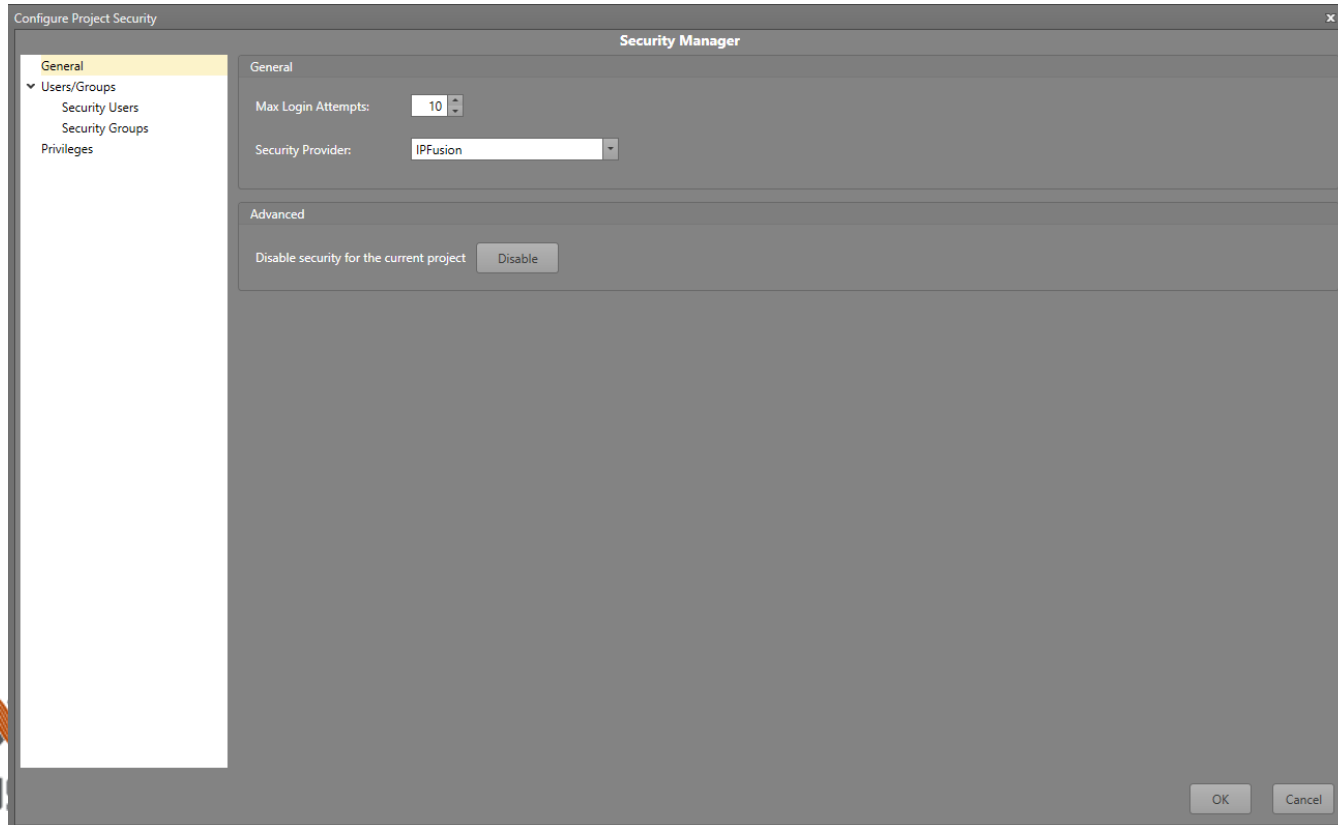 Configure Project Security
Security Manager
General
Users/Groups
Security Users
Security Groups
Privileges
General
Max Login Attempts: 10
Security Provider: IPFusion
Advanced
Disable security for the current project Disable
OK Cancel